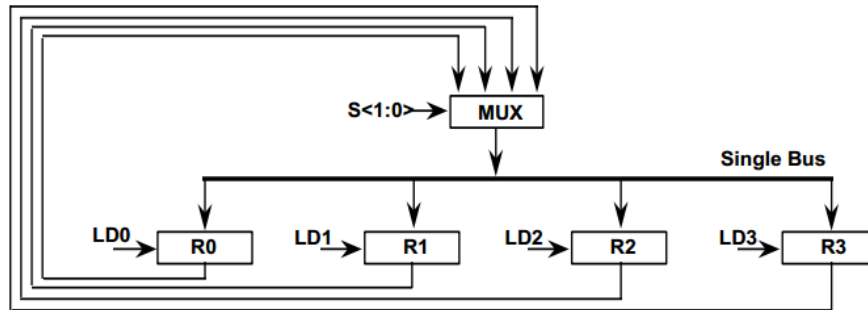 S<1:0>
MUX
Single Bus
LD0
R0
LD1
R1
LD2
R2
LD3
R3